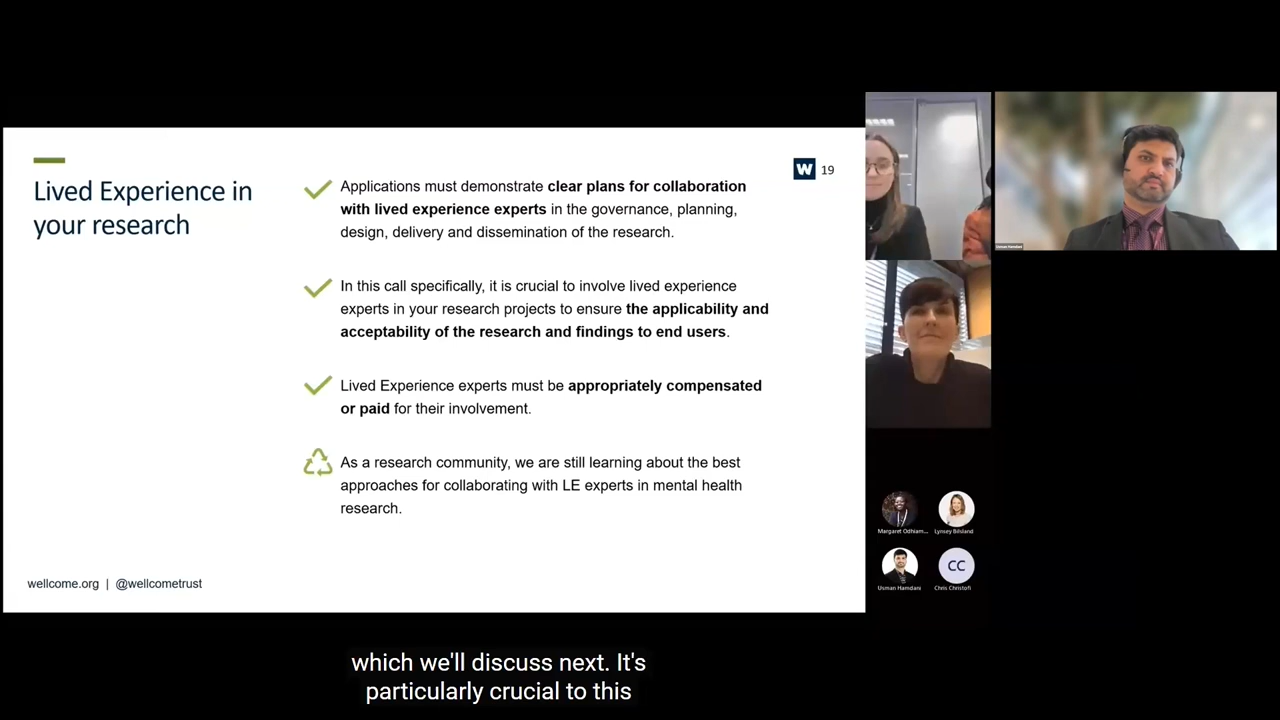 Lived Experience in
your research
W 19
Applications must demonstrate clear plans for collaboration
with lived experience experts in the governance, planning,
design, delivery and dissemination of the research.
In this call specifically, it is crucial to involve lived experience
experts in your research projects to ensure the applicability and
acceptability of the research and findings to end users.
Lived Experience experts must be appropriately compensated
or paid for their involvement.
As a research community, we are still learning about the best
approaches for collaborating with LE experts in mental health
research.
wellcome.org | @wellcometrust
Usman Hamdani
Margaret Odhiam... Lynsey Bilsland
CC
Usman Hamdani Chris Christofi
which we'll discuss next. It's
particularly crucial to this